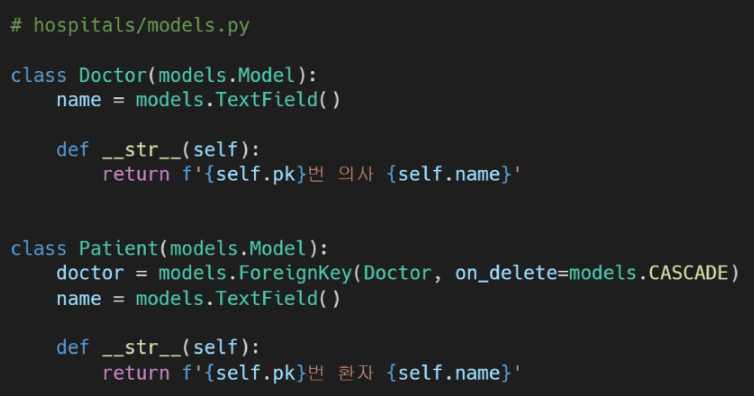 # hospitals/models.py
class Doctor(models.Model):
    name = models.TextField()
    def __str__(self):
        return f'{self.pk}번 의사 {self.name}'
class Patient(models.Model):
    doctor = models.ForeignKey(Doctor, on_delete=models.CASCADE)
    name = models.TextField()
    def __str__(self):
        return f'{self.pk}번 환자 {self.name}'